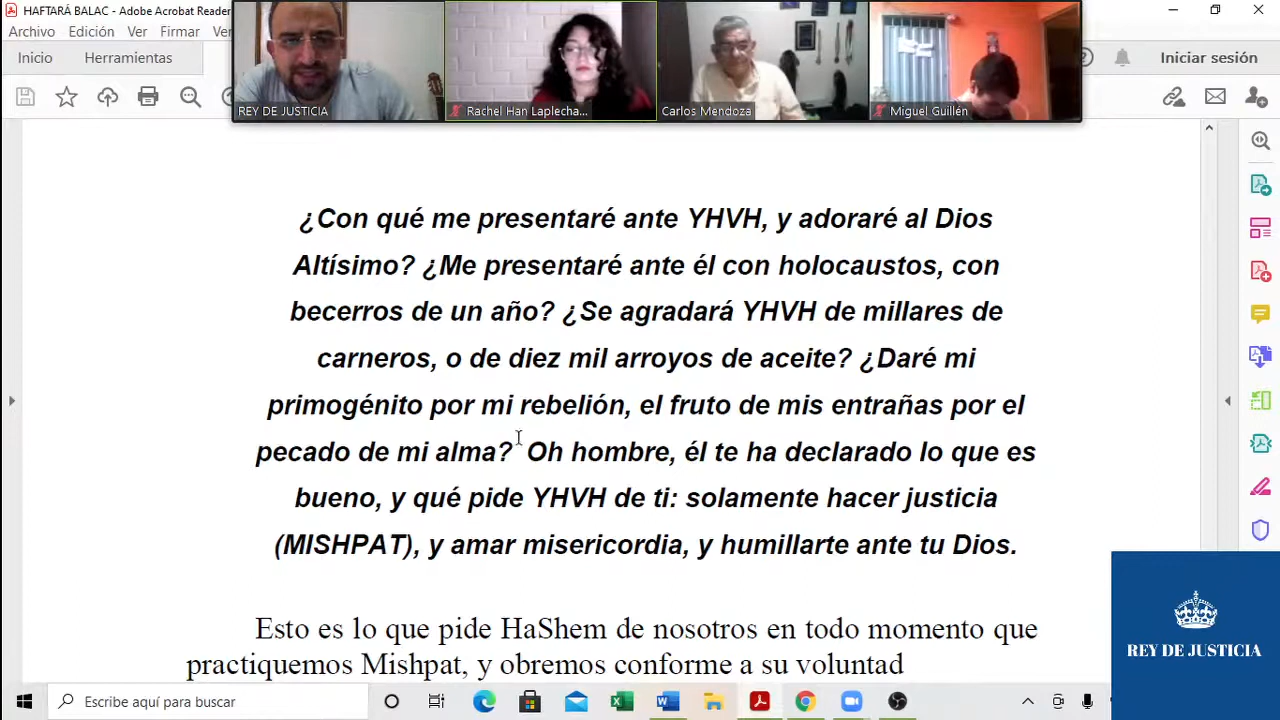 HAFTARÁ BALAC - Adobe Acrobat Reader
Archivo Edición Ver Firmar
Inicio Herramientas Iniciar sesión
REY DE JUSTICIA
Rachel Han Laplecha...
Carlos Mendoza
Miguel Guillén
¿Con qué me presentaré ante YHVH, y adoraré al Dios
Altísimo? ¿Me presentaré ante él con holocaustos, con
becerros de un año? ¿Se agradará YHVH de millares de
carneros, o de diez mil arroyos de aceite? ¿Daré mi
primogénito por mi rebelión, el fruto de mis entrañas por el
pecado de mi alma? Oh hombre, él te ha declarado lo que es
bueno, y qué pide YHVH de ti: solamente hacer justicia
(MISHPAT), y amar misericordia, y humillarte ante tu Dios.
Esto es lo que pide HaShem de nosotros en todo momento que
practiquemos Mishpat, y obremos conforme a su voluntad
REY DE JUSTICIA
Escribe aquí para buscar